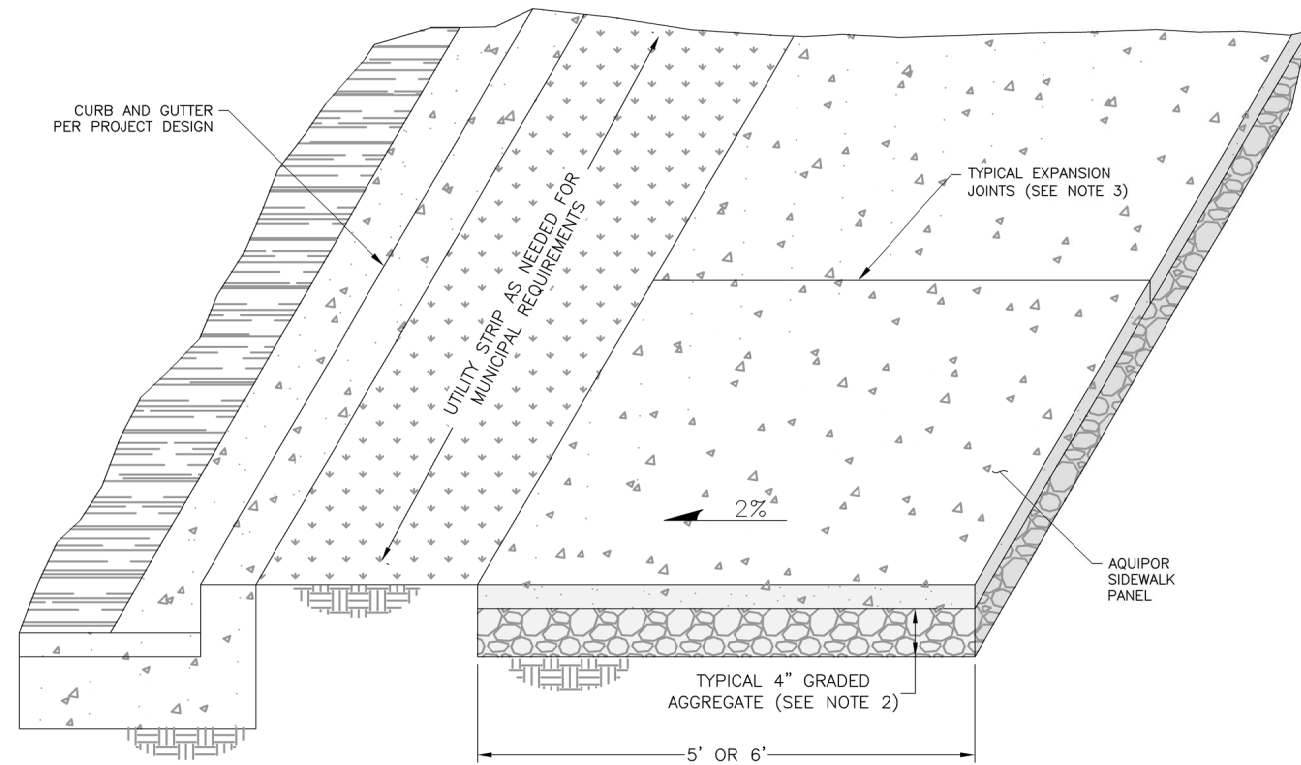 CURB AND GUTTER
PER PROJECT DESIGN
UTILITY STRIP AS NEEDED FOR
MUNICIPAL REQUIREMENTS
TYPICAL EXPANSION
JOINTS (SEE NOTE 3)
2%
AQUIPOR
SIDEWALK
PANEL
TYPICAL 4" GRADED
AGGREGATE (SEE NOTE 2)
5' OR 6'